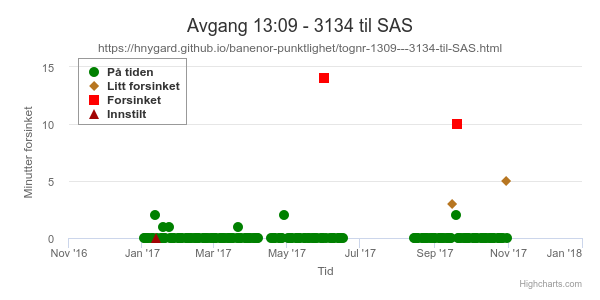 Avgang 13:09 - 3134 til SAS
https://hnygard.github.io/banenor-punktlighet/tognr-1309---3134-til-SAS.html
På tiden
Litt forsinket
Forsinket
Innstilt
Minutter forsinket
15
10
5
0
Nov '16
Jan '17
Mar '17
May '17
Jul '17
Sep '17
Nov '17
Jan '18
Tid
Highcharts.com